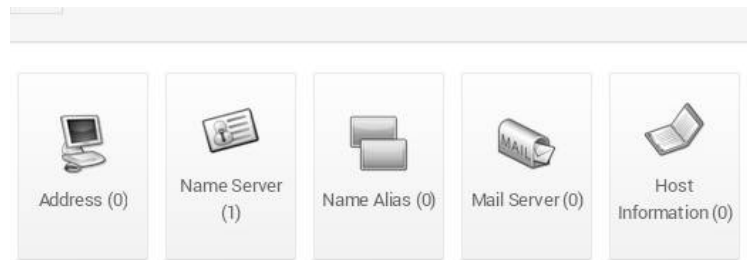 MAIL
Address (0)
Name Server
(1)
Name Alias (0)
Mail Server (0)
Host
Information (0)